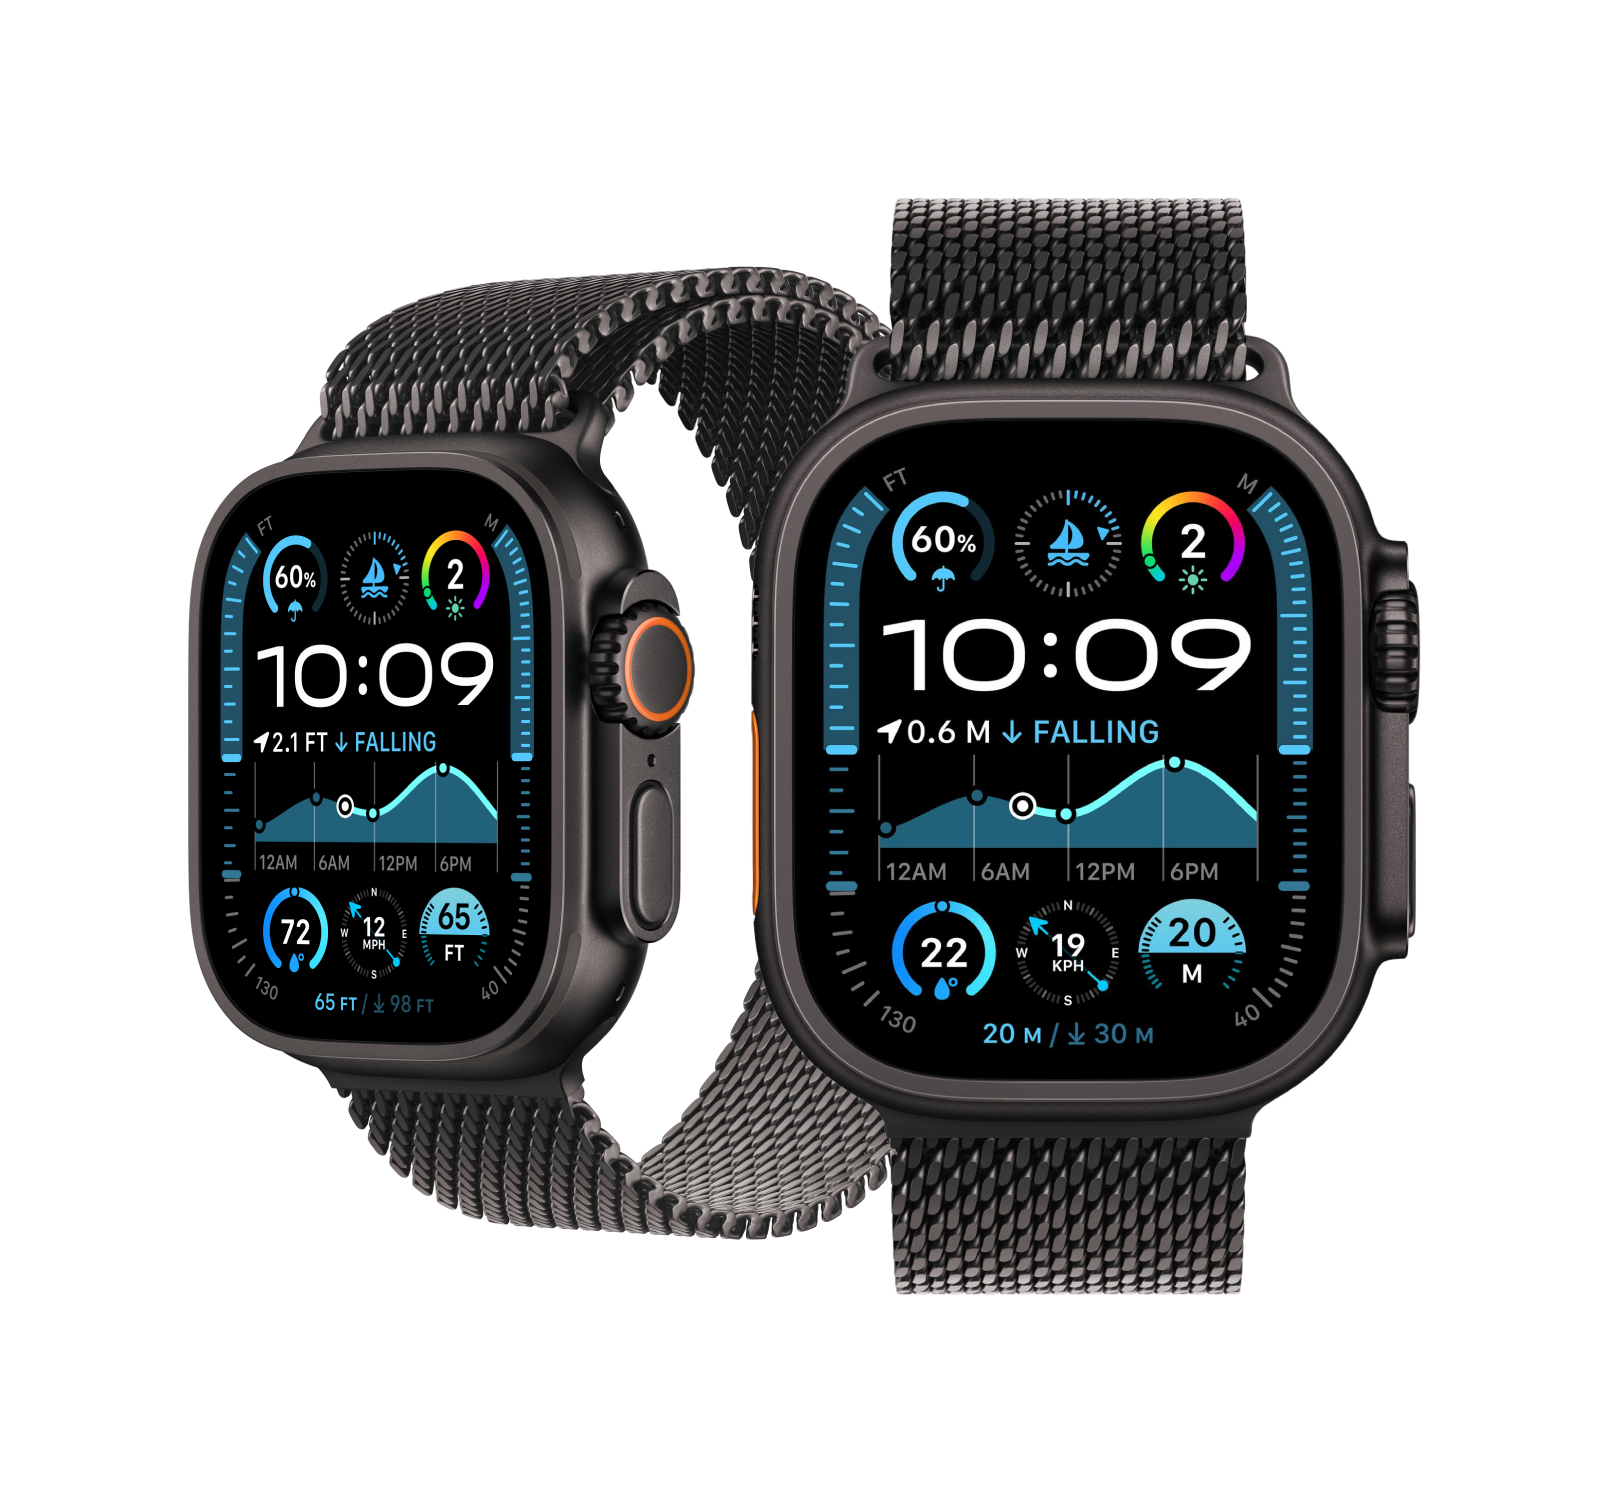 FT
M
60%
2
10:09
2.1 FT ↓ FALLING
12AM 6AM 12PM 6PM
72
N
W
12
MPH
E
S
65
FT
130
40
65 FT / 98 FT
FT
M
60%
2
10:09
0.6 M ↓ FALLING
12AM 6AM 12PM 6PM
22
N
W
19
KPH
E
S
20
M
130
40
20 M / 30 M